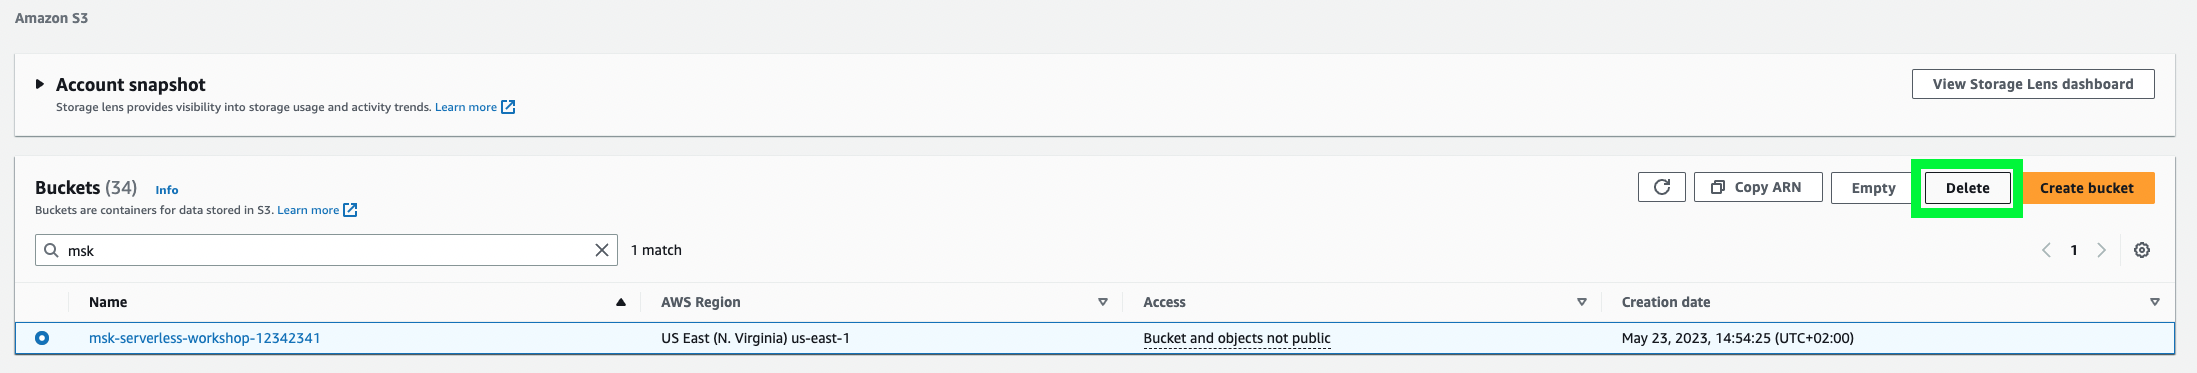 Amazon S3
Account snapshot
View Storage Lens dashboard
Storage lens provides visibility into storage usage and activity trends. Learn more
Buckets (34) Info
Copy ARN Empty Delete Create bucket
Buckets are containers for data stored in S3. Learn more
msk 1 match 1
Name AWS Region Access Creation date
msk-serverless-workshop-12342341 US East (N. Virginia) us-east-1 Bucket and objects not public May 23, 2023, 14:54:25 (UTC+02:00)